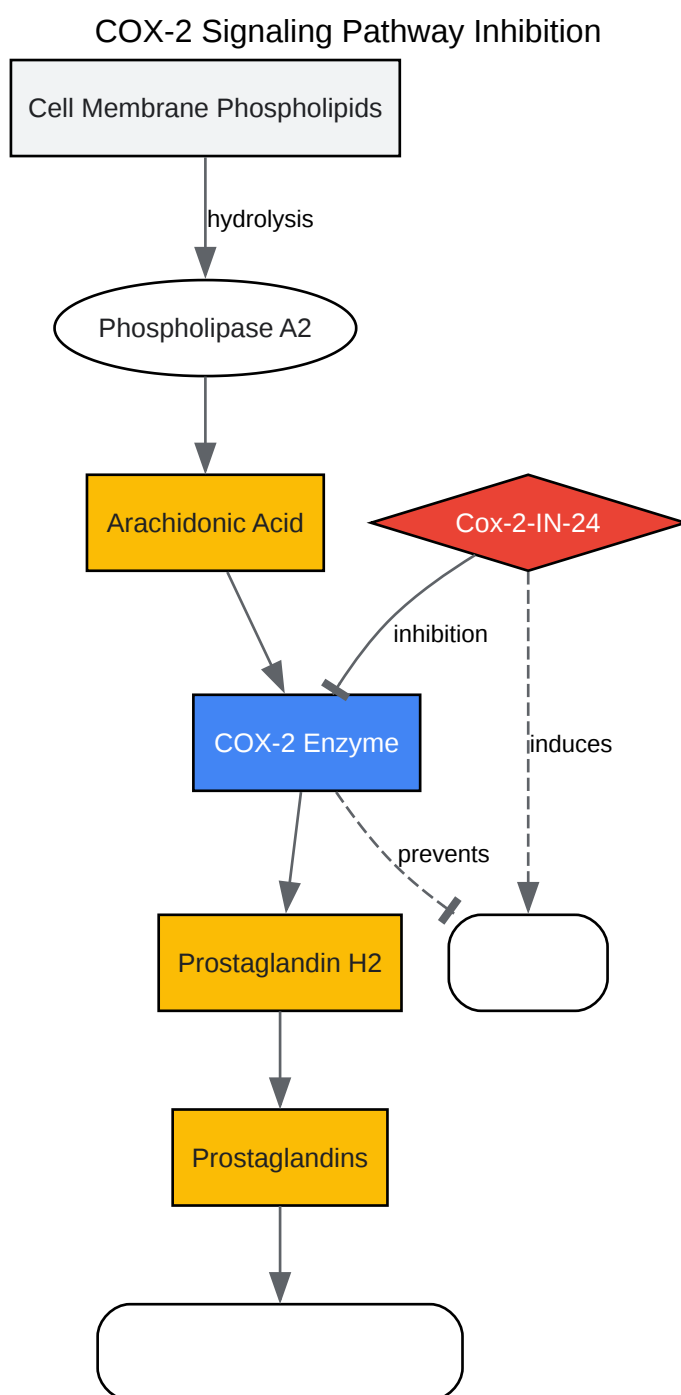 COX-2 Signaling Pathway Inhibition
Cell Membrane Phospholipids
hydrolysis
Phospholipase A2
Arachidonic Acid
Cox-2-IN-24
inhibition
COX-2 Enzyme
induces
prevents
Prostaglandin H2
Prostaglandins